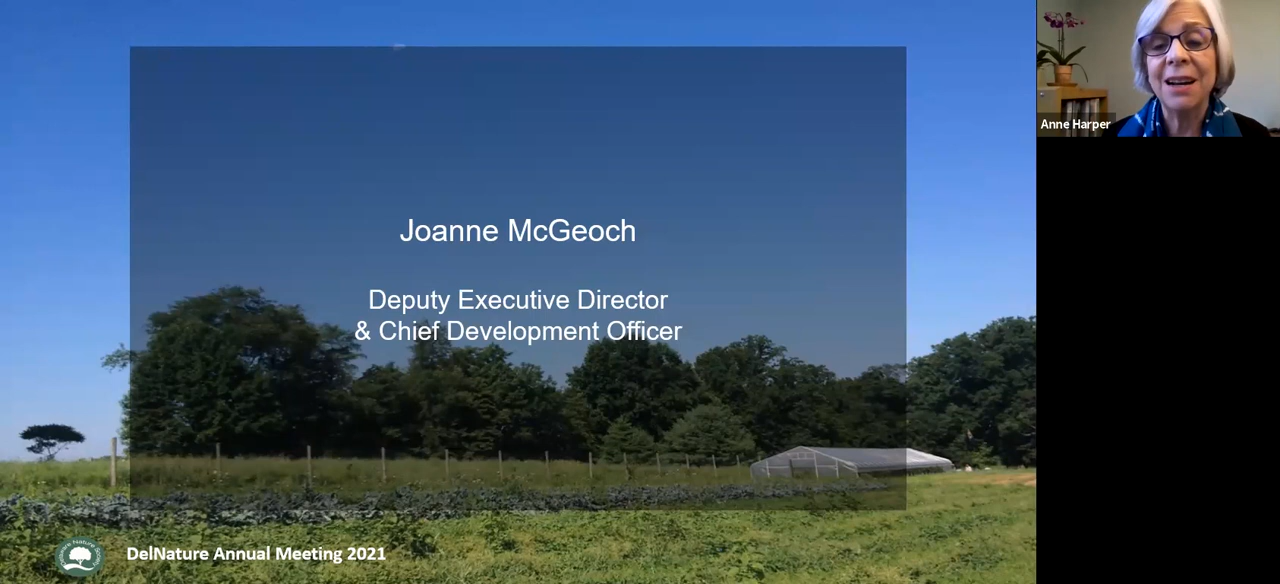 Joanne McGeoch
Deputy Executive Director
& Chief Development Officer
Anne Harper
DelNature Annual Meeting 2021